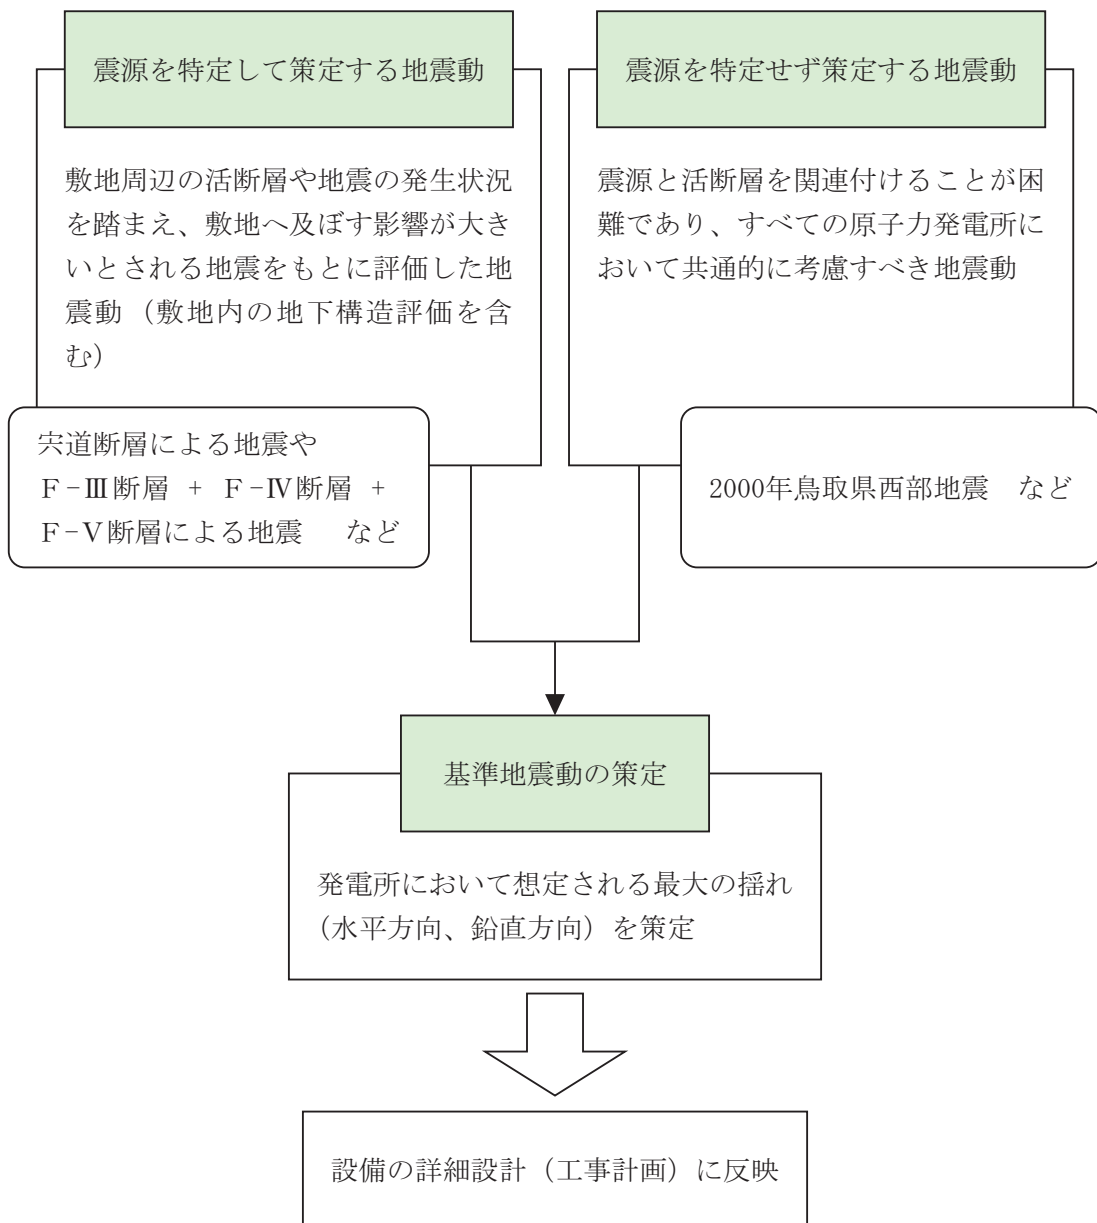 震源を特定して策定する地震動
敷地周辺の活断層や地震の発生状況
を踏まえ、敷地へ及ぼす影響が大き
いとされる地震をもとに評価した地
震動（敷地内の地下構造評価を含
む）
宍道断層による地震や
Ｆ-Ⅲ断層 + Ｆ-Ⅳ断層 +
Ｆ-Ⅴ断層による地震　など
震源を特定せず策定する地震動
震源と活断層を関連付けることが困
難であり、すべての原子力発電所に
おいて共通的に考慮すべき地震動
2000年鳥取県西部地震　など
基準地震動の策定
発電所において想定される最大の揺れ
（水平方向、鉛直方向）を策定
設備の詳細設計（工事計画）に反映